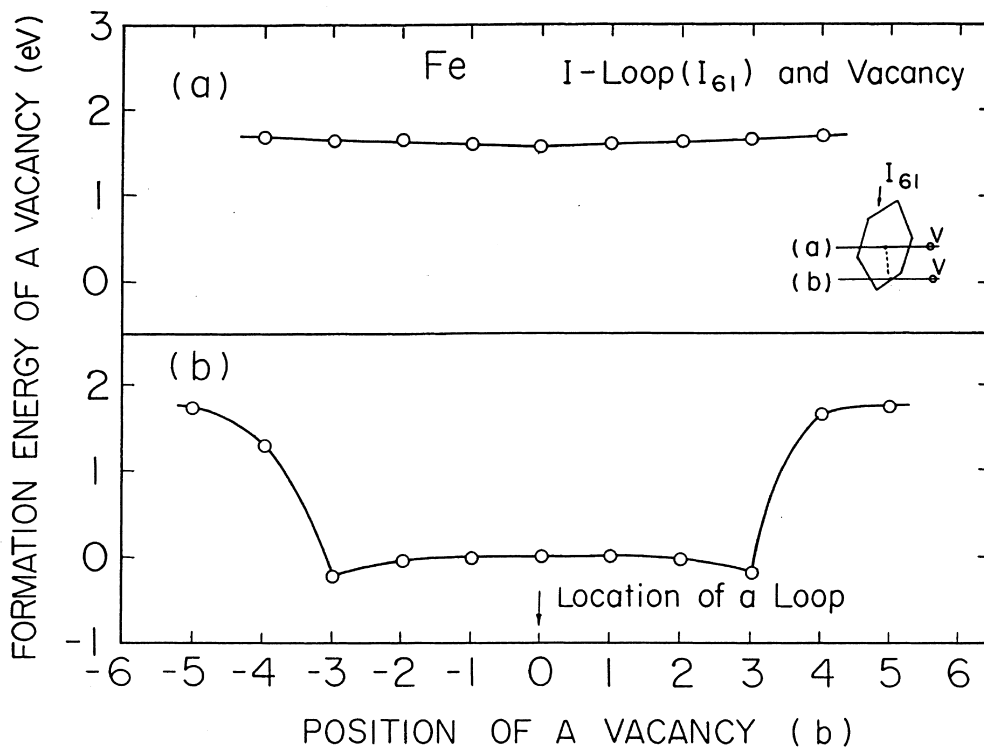 FORMATION ENERGY OF A VACANCY (eV)
3
2
1
0
(a)
Fe
I-Loop (I61) and Vacancy
I61
(a)
V
(b)
V
(b)
2
1
0
-1
Location of a Loop
-6 -5 -4 -3 -2 -1 0 1 2 3 4 5 6
POSITION OF A VACANCY (b)